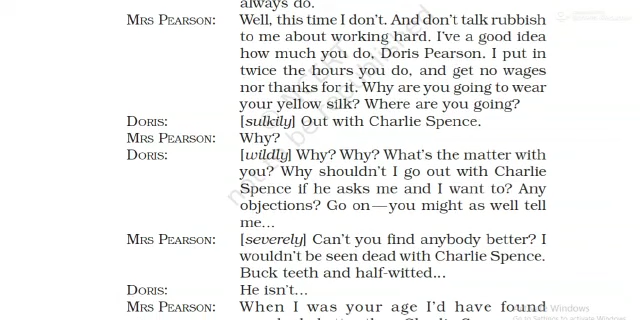 always do.
MRS PEARSON: Well, this time I don't. And don't talk rubbish
to me about working hard. I've a good idea
how much you do, Doris Pearson. I put in
twice the hours you do, and get no wages
nor thanks for it. Why are you going to wear
your yellow silk? Where are you going?
DORIS: [sulkily] Out with Charlie Spence.
MRS PEARSON: Why?
DORIS: [wildly] Why? Why? What's the matter with
you? Why shouldn't I go out with Charlie
Spence if he asks me and I want to? Any
objections? Go on—you might as well tell
me...
MRS PEARSON: [severely] Can't you find anybody better? I
wouldn't be seen dead with Charlie Spence.
Buck teeth and half-witted...
DORIS: He isn't...
MRS PEARSON: When I was your age I'd have found